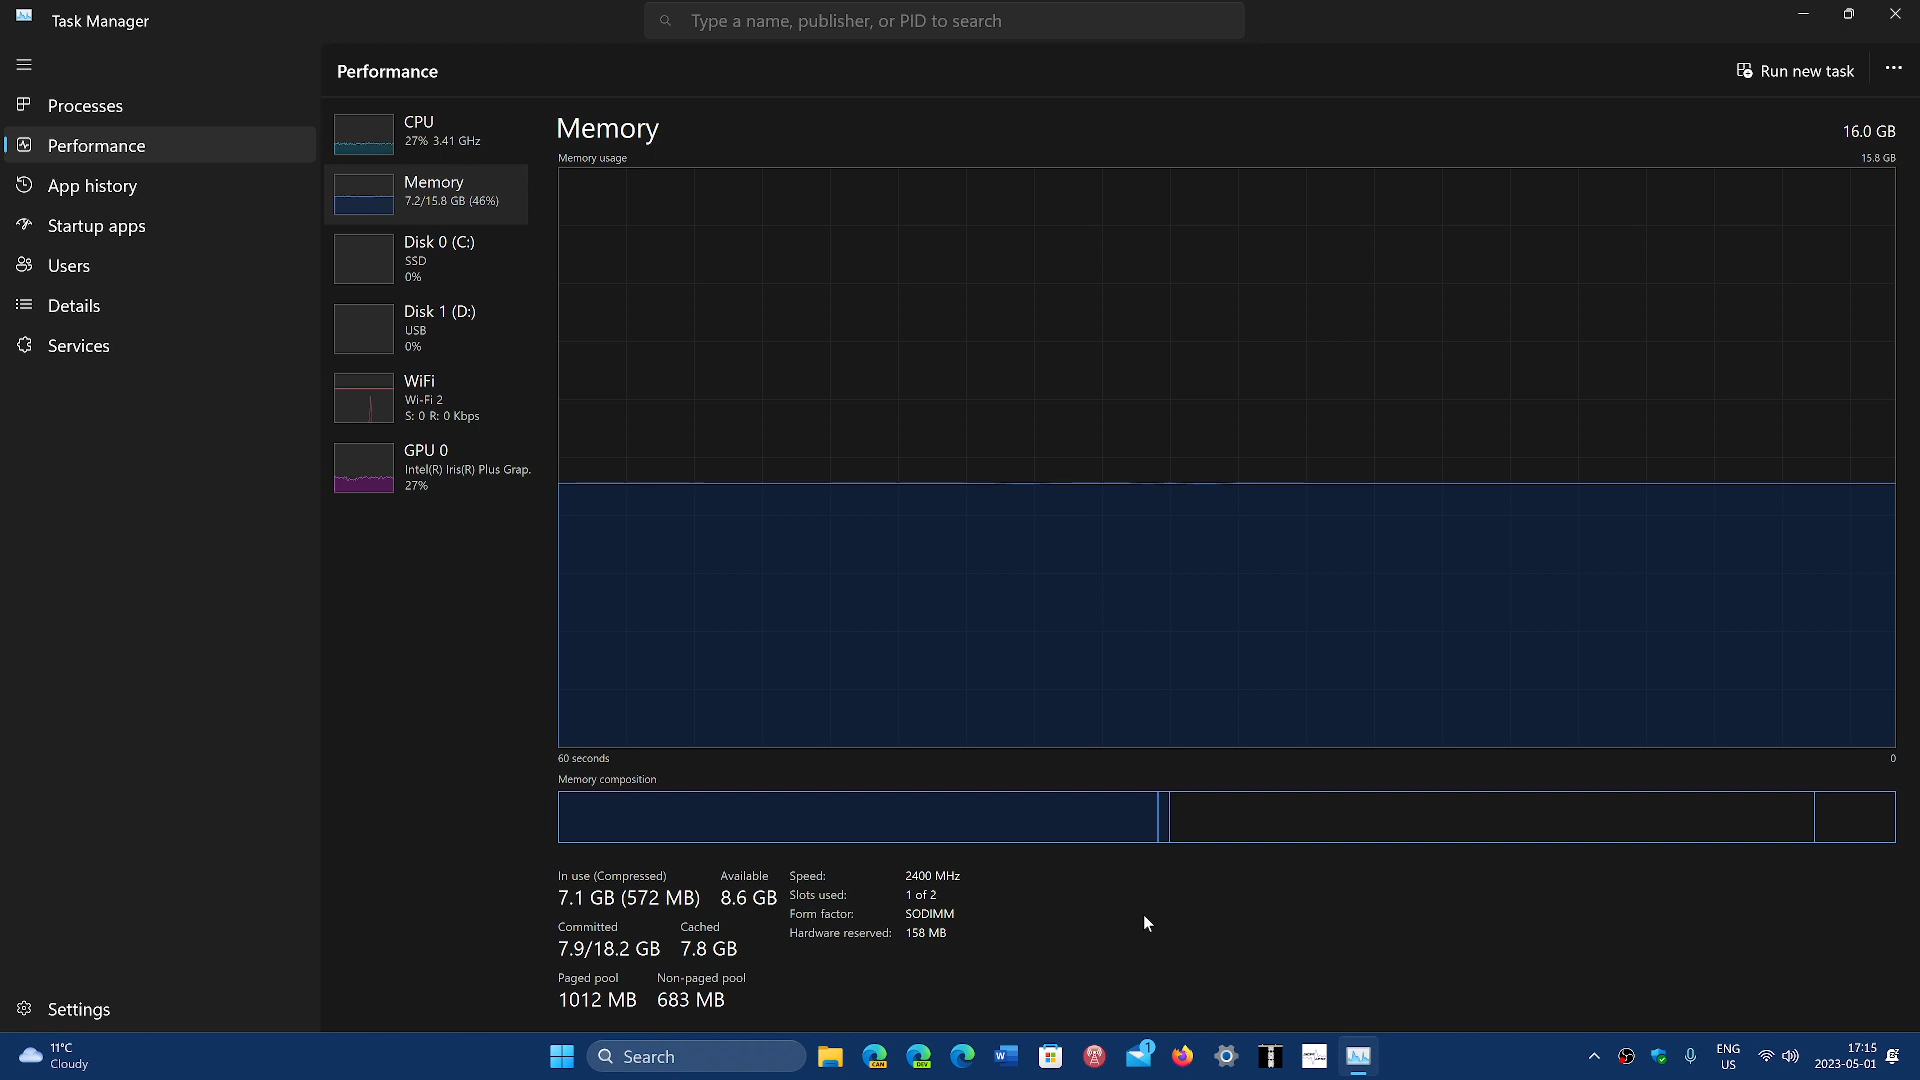 Task Manager
Type a name, publisher, or PID to search
Processes
Performance
App history
Startup apps
Users
Details
Services
Settings
Performance
Run new task
CPU
27% 3.41 GHz
Memory
7.2/15.8 GB (46%)
Disk 0 (C:)
SSD
0%
Disk 1 (D:)
USB
0%
WiFi
Wi-Fi 2
S: 0 R: 0 Kbps
GPU 0
Intel(R) Iris(R) Plus Grap.
27%
Memory
16.0 GB
Memory usage
15.8 GB
60 seconds
0
Memory composition
In use (Compressed)
7.1 GB (572 MB)
Available
8.6 GB
Committed
7.9/18.2 GB
Cached
7.8 GB
Paged pool
1012 MB
Non-paged pool
683 MB
Speed: 2400 MHz
Slots used: 1 of 2
Form factor: SODIMM
Hardware reserved: 158 MB
11°C
Cloudy
Search
CAN
DEV
W
1
ENG
US
17:15
2023-05-01